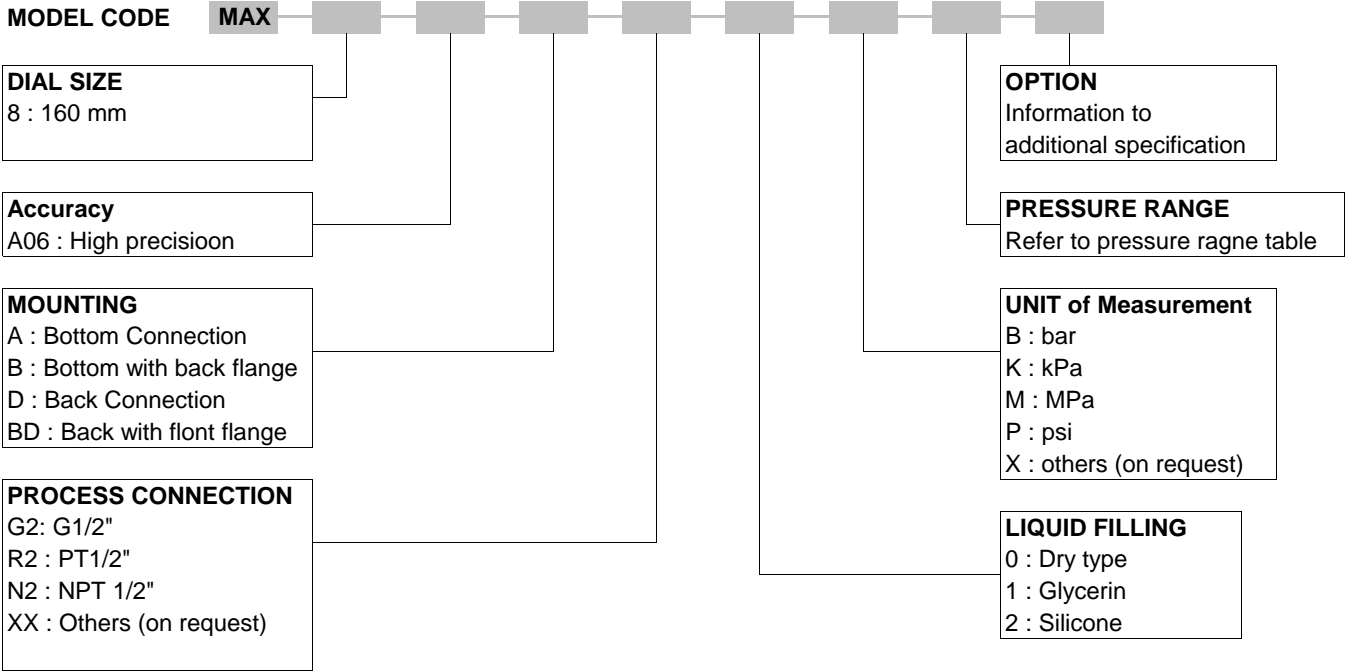 MODEL CODE MAX
DIAL SIZE
8 : 160 mm
Accuracy
A06 : High precisioon
MOUNTING
A : Bottom Connection
B : Bottom with back flange
D : Back Connection
BD : Back with flont flange
PROCESS CONNECTION
G2: G1/2"
R2 : PT1/2"
N2 : NPT 1/2"
XX : Others (on request)
OPTION
Information to
additional specification
PRESSURE RANGE
Refer to pressure ragne table
UNIT of Measurement
B : bar
K : kPa
M : MPa
P : psi
X : others (on request)
LIQUID FILLING
0 : Dry type
1 : Glycerin
2 : Silicone